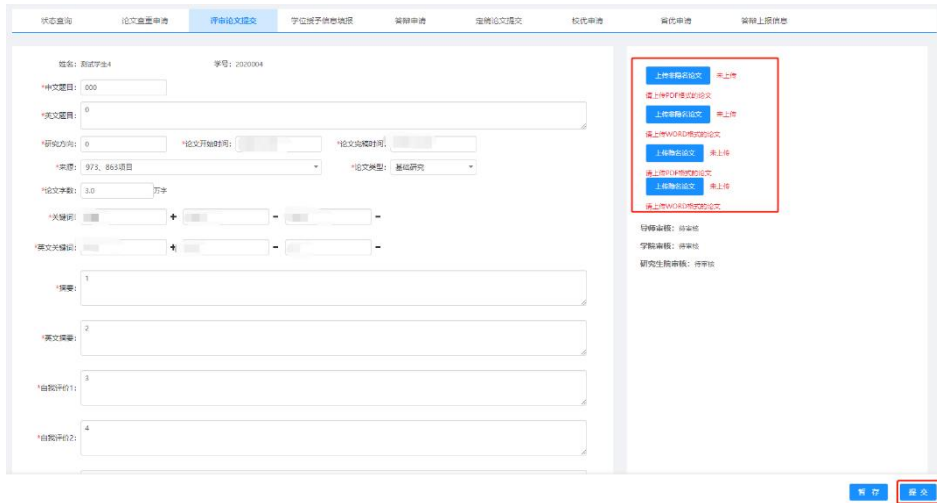 状态查询 论文查重申请 评审论文提交 学位授予信息填报 答辩申请 定稿论文提交 校优申请 省优申请 答辩上报信息
姓名: 测试学生4 学号: 2020004
*中文题目: 000
*英文题目: 0
*研究方向: 0 *论文开始时间: *论文完稿时间:
*来源: 973、863项目 *论文类型: 基础研究
*论文字数: 3.0 万字
*关键词: + - -
*英文关键词: + - -
*摘要: 1
*英文摘要: 2
*自我评价1: 3
*自我评价2: 4
上传非隐名论文 未上传
请上传PDF格式的论文
上传非隐名论文 未上传
请上传WORD格式的论文
上传隐名论文 未上传
请上传PDF格式的论文
上传隐名论文 未上传
请上传WORD格式的论文
导师审核: 待审核
学院审核: 待审核
研究生院审核: 待审核
暂 存 提 交